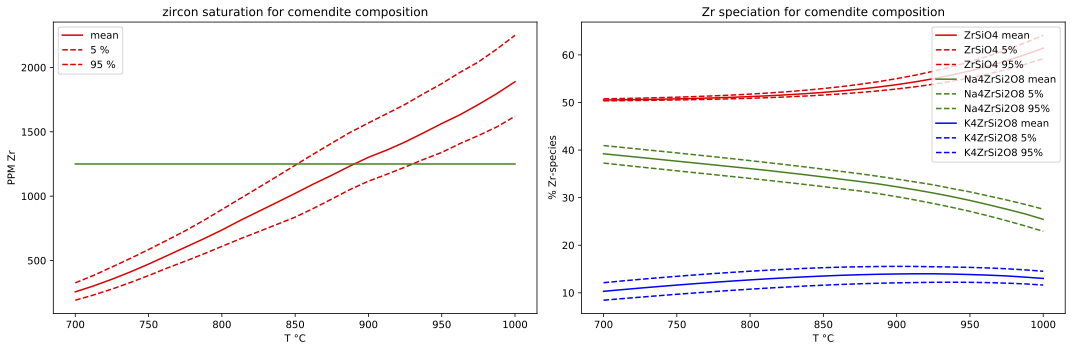 zircon saturation for comendite composition
mean
5 %
95 %
PPM Zr
2000
1500
1000
500
700
750
800
850
900
950
1000
T °C
Zr speciation for comendite composition
ZrSiO4 mean
ZrSiO4 5%
ZrSiO4 95%
Na4ZrSi2O8 mean
Na4ZrSi2O8 5%
Na4ZrSi2O8 95%
K4ZrSi2O8 mean
K4ZrSi2O8 5%
K4ZrSi2O8 95%
% Zr-species
60
50
40
30
20
10
700
750
800
850
900
950
1000
T °C